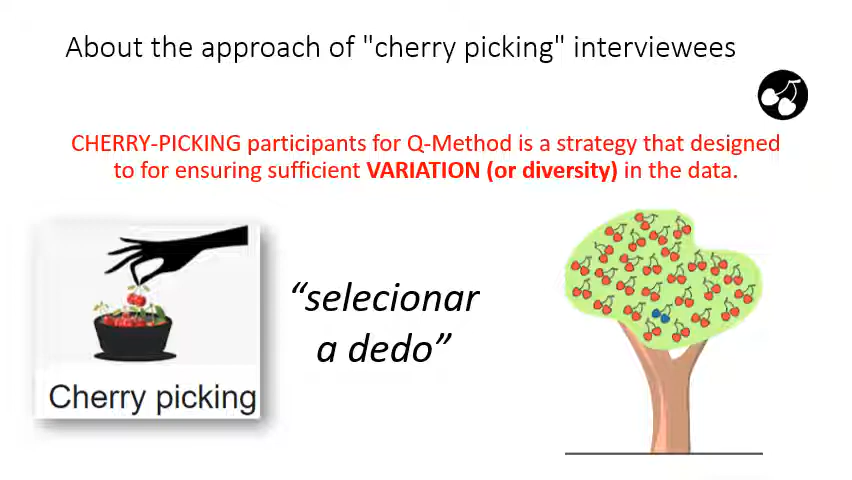 About the approach of "cherry picking" interviewees
CHERRY-PICKING participants for Q-Method is a strategy that designed
to for ensuring sufficient VARIATION (or diversity) in the data.
“selecionar
a dedo”
Cherry picking